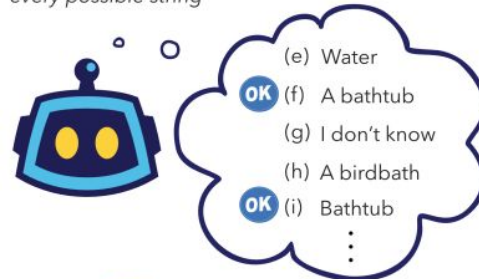 every possible string
(e) Water
OK (f) A bathtub
(g) I don't know
(h) A birdbath
OK (i) Bathtub
⋮